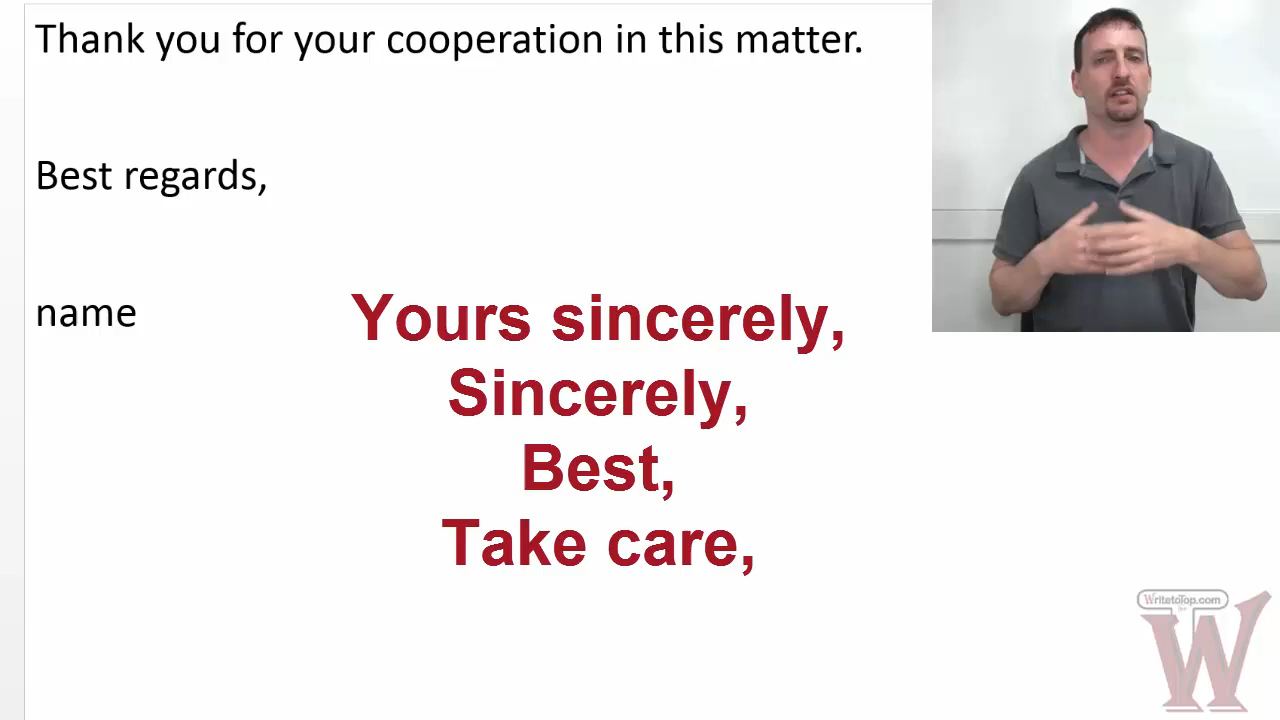 Thank you for your cooperation in this matter.
Best regards,
name
Yours sincerely,
Sincerely,
Best,
Take care,
WritetoTop.com
W